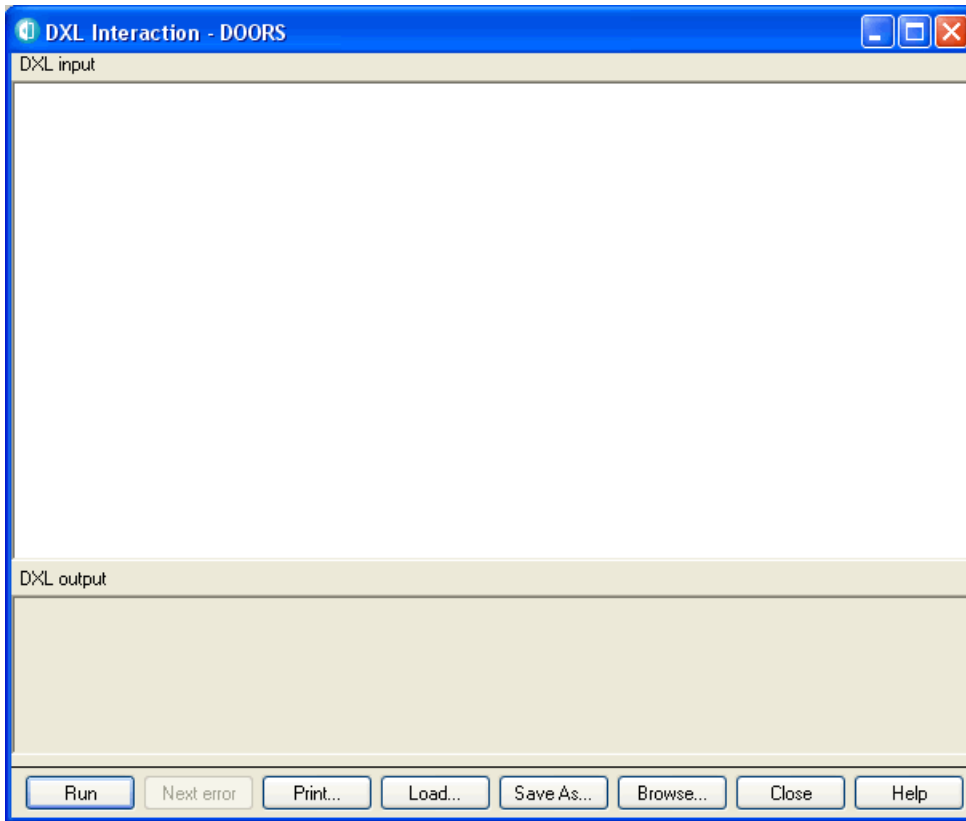 DXL Interaction - DOORS
DXL input
DXL output
Run Next error Print... Load... Save As... Browse... Close Help